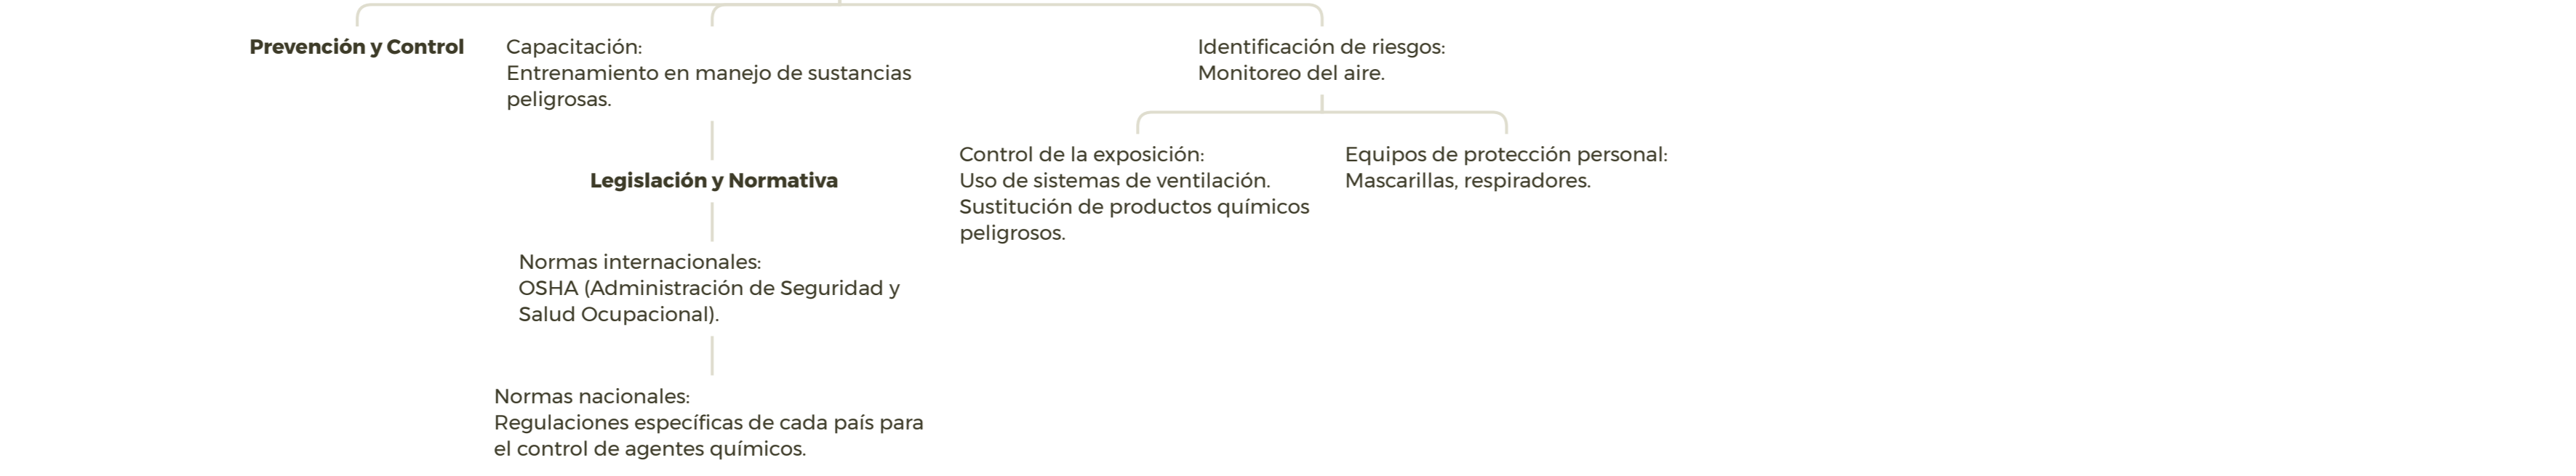 Prevención y Control
Capacitación:
Entrenamiento en manejo de sustancias
peligrosas.
Identificación de riesgos:
Monitoreo del aire.
Legislación y Normativa
Control de la exposición:
Uso de sistemas de ventilación.
Sustitución de productos químicos
peligrosos.
Equipos de protección personal:
Mascarillas, respiradores.
Normas internacionales:
OSHA (Administración de Seguridad y
Salud Ocupacional).
Normas nacionales:
Regulaciones específicas de cada país para
el control de agentes químicos.